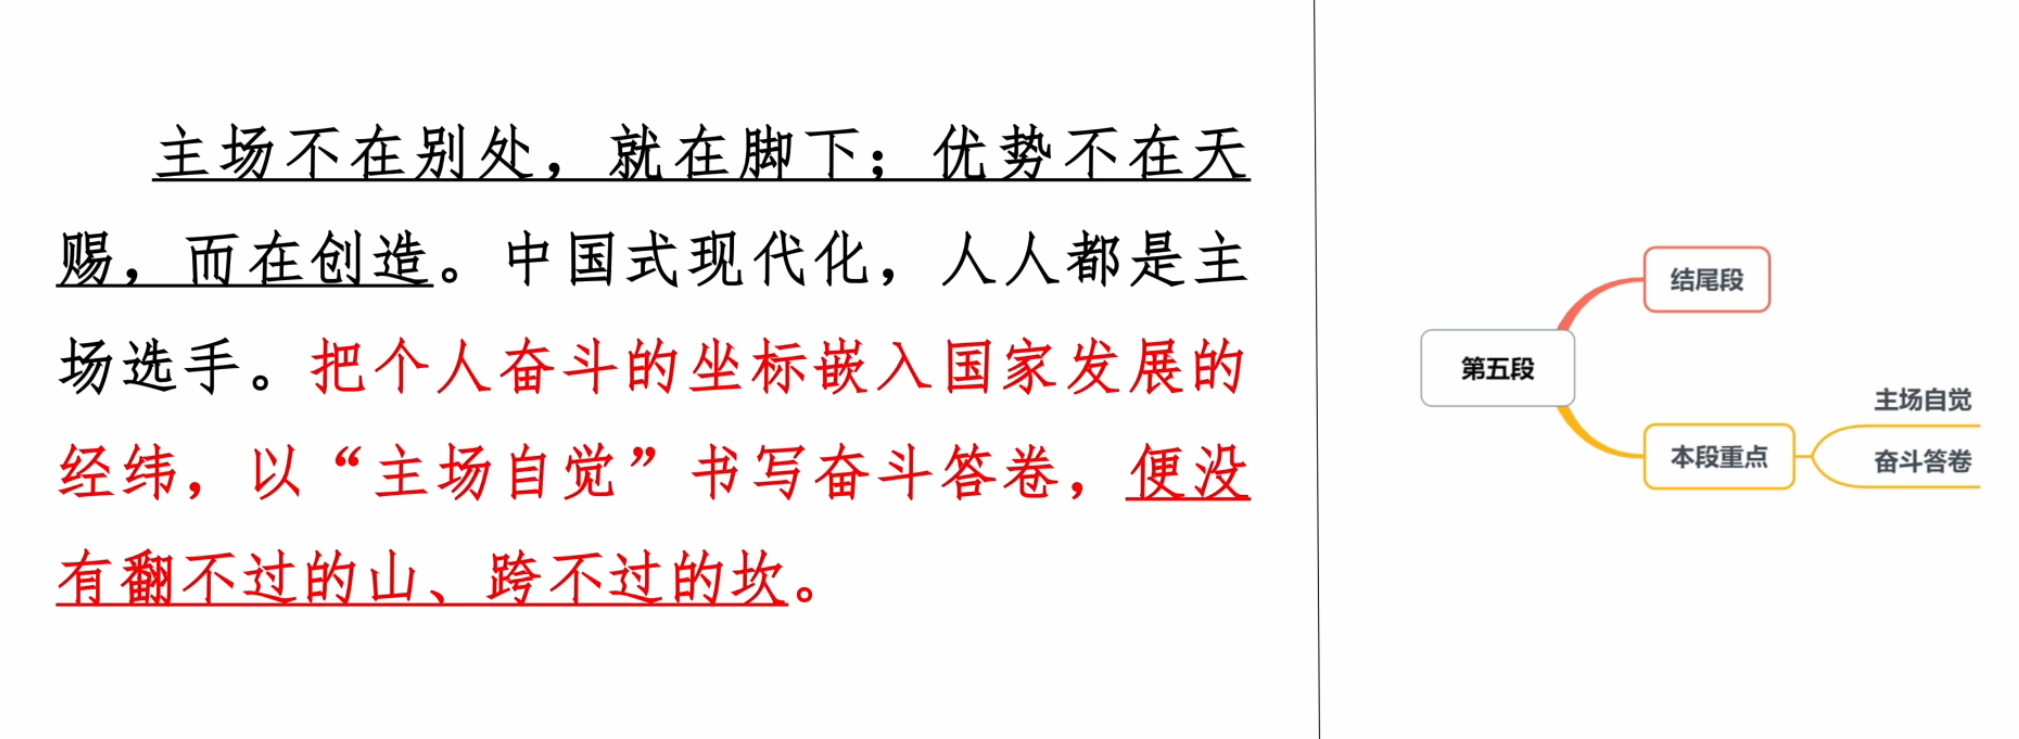 主场不在别处，就在脚下；优势不在天
赐，而在创造。中国式现代化，人人都是主
场选手。把个人奋斗的坐标嵌入国家发展的
经纬，以“主场自觉”书写奋斗答卷，便没
有翻不过的山、跨不过的坎。
第五段
结尾段
本段重点
主场自觉
奋斗答卷